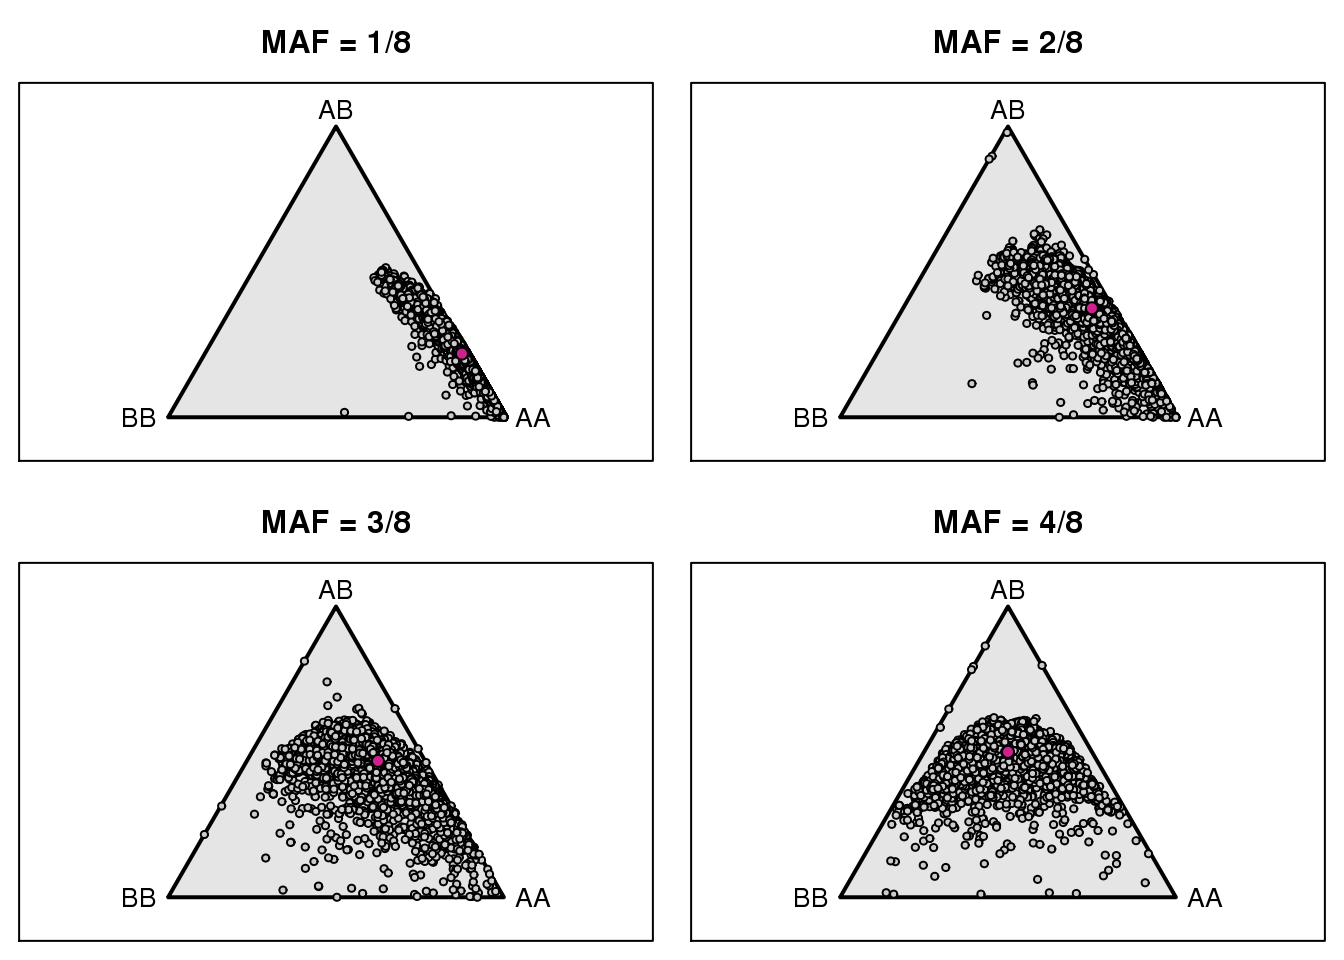 MAF = 1/8
AB
BB
AA
MAF = 2/8
AB
BB
AA
MAF = 3/8
AB
BB
AA
MAF = 4/8
AB
BB
AA